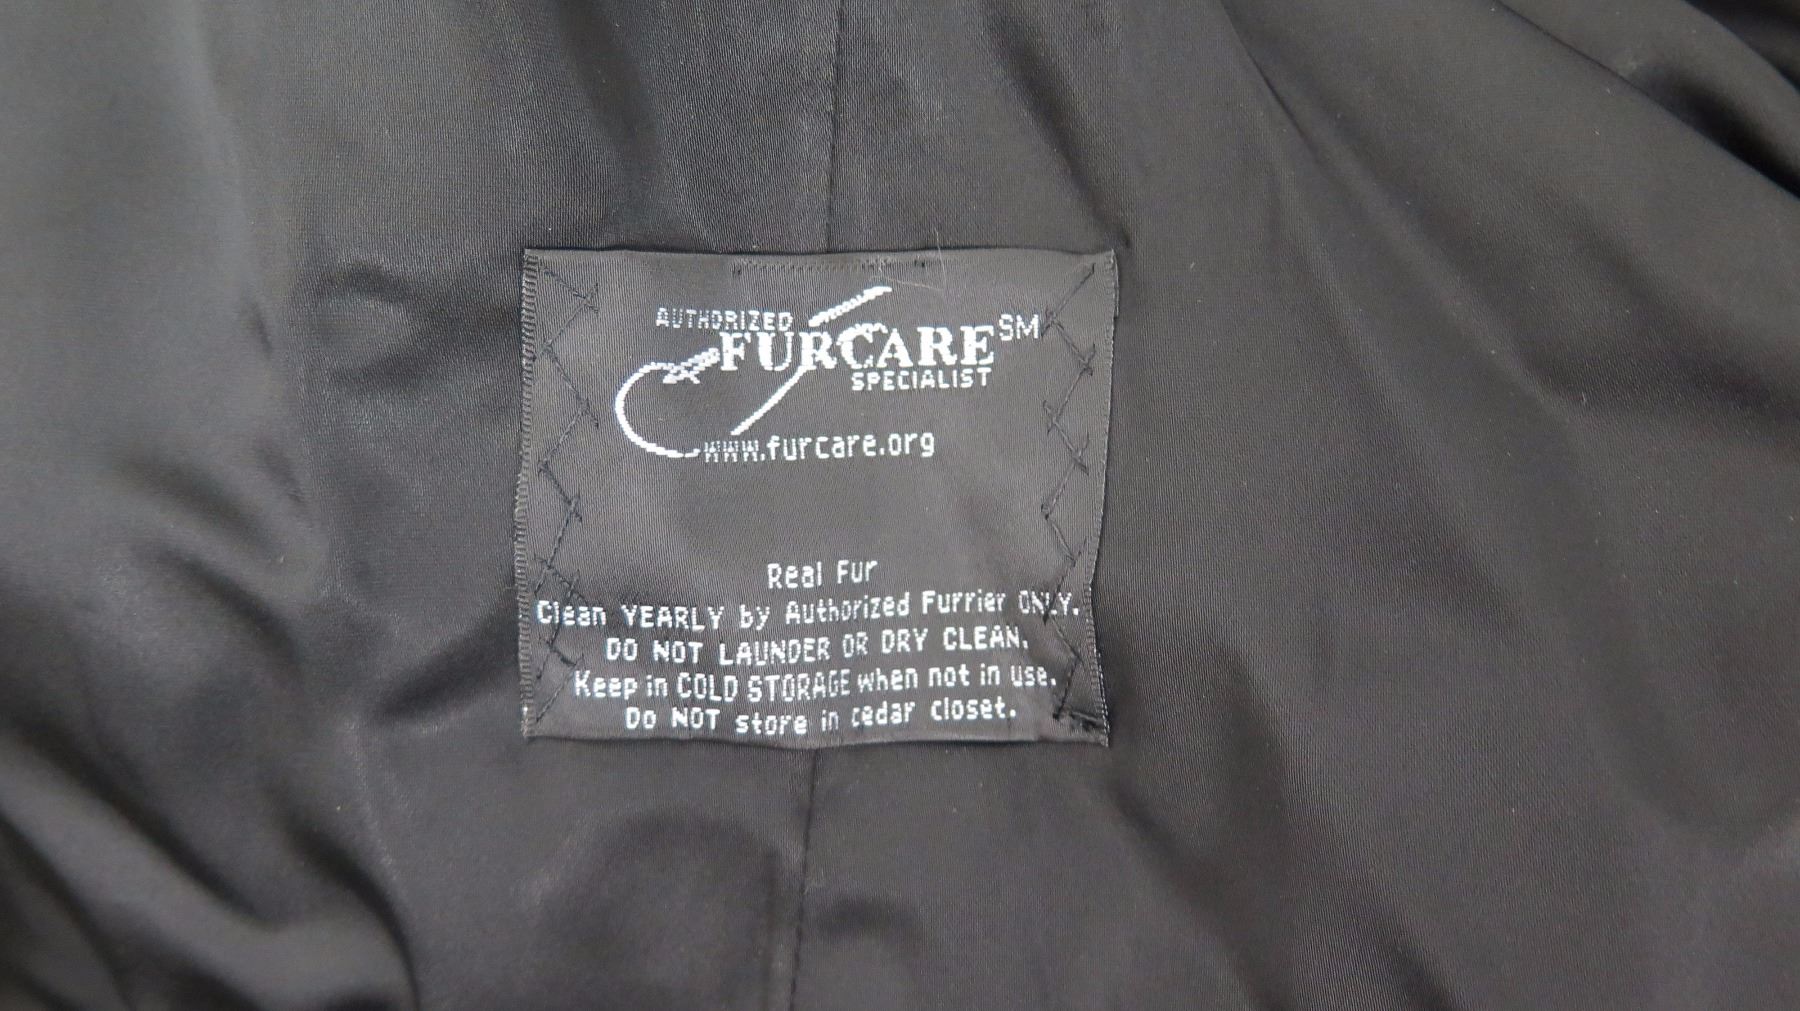 AUTHORIZED
FURCARE SM
SPECIALIST
www.furcare.org
Real Fur
Clean YEARLY by Authorized Furrier ONLY.
DO NOT LAUNDER OR DRY CLEAN.
Keep in COLD STORAGE when not in use.
Do NOT store in cedar closet.